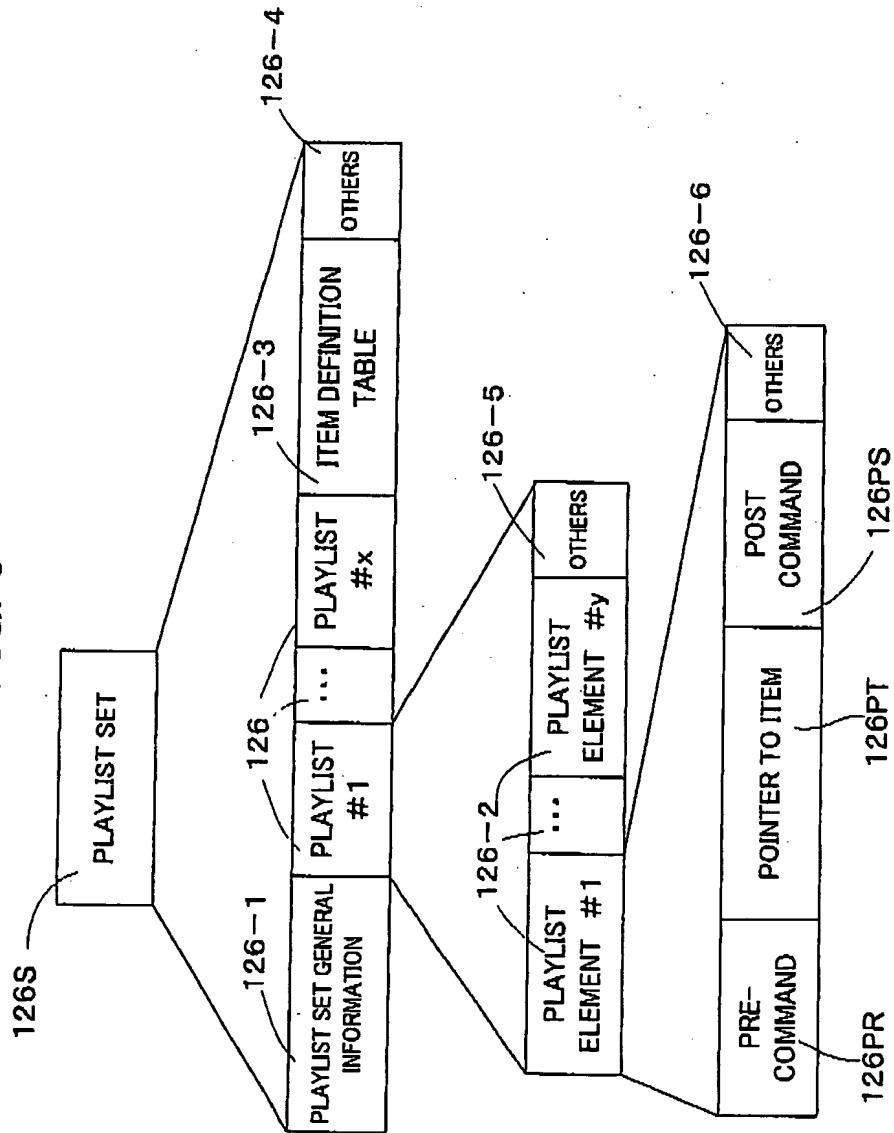 126S
PLAYLIST SET
126-1
126
126-3
126-4
PLAYLIST SET GENERAL
INFORMATION
PLAYLIST
#1
...
PLAYLIST
#x
ITEM DEFINITION
TABLE
OTHERS
126-2
126-5
PLAYLIST
ELEMENT #1
...
PLAYLIST
ELEMENT #y
OTHERS
126-6
PRE-
COMMAND
POINTER TO ITEM
POST
COMMAND
OTHERS
126PR
126PT
126PS